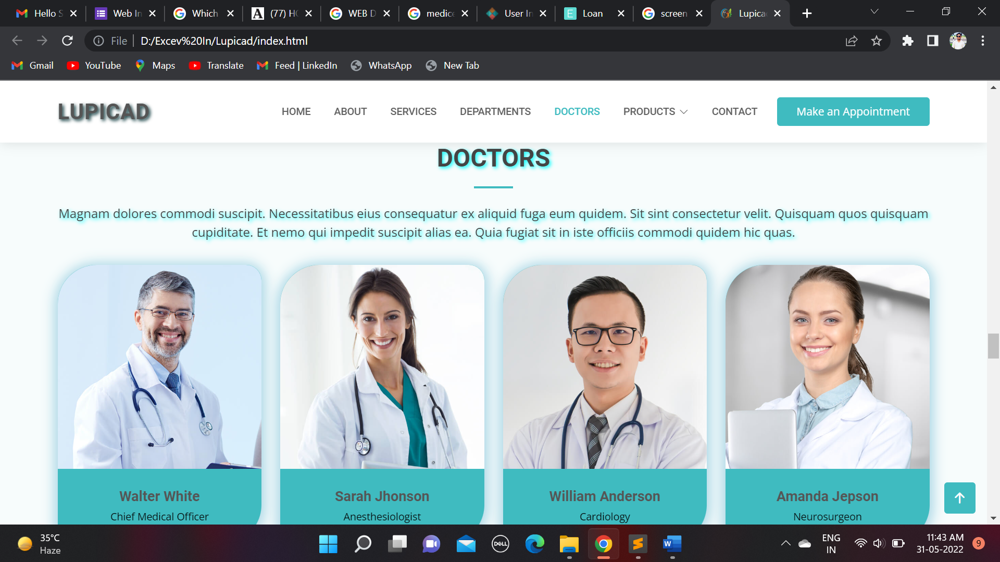 Hello S
Web In
Which
(77) HO
WEB D
medice
User In
Loan
screen
Lupicad
File
D:/Excev%20In/Lupicad/index.html
Gmail
YouTube
Maps
Translate
Feed | LinkedIn
WhatsApp
New Tab
LUPICAD
HOME
ABOUT
SERVICES
DEPARTMENTS
DOCTORS
PRODUCTS
CONTACT
Make an Appointment
DOCTORS
Magnam dolores commodi suscipit. Necessitatibus eius consequatur ex aliquid fuga eum quidem. Sit sint consectetur velit. Quisquam quos quisquam
cupiditate. Et nemo qui impedit suscipit alias ea. Quia fugiat sit in iste officiis commodi quidem hic quas.
Walter White
Chief Medical Officer
Sarah Jhonson
Anesthesiologist
William Anderson
Cardiology
Amanda Jepson
Neurosurgeon
35°C
Haze
DELL
ENG
IN
11:43 AM
31-05-2022
9